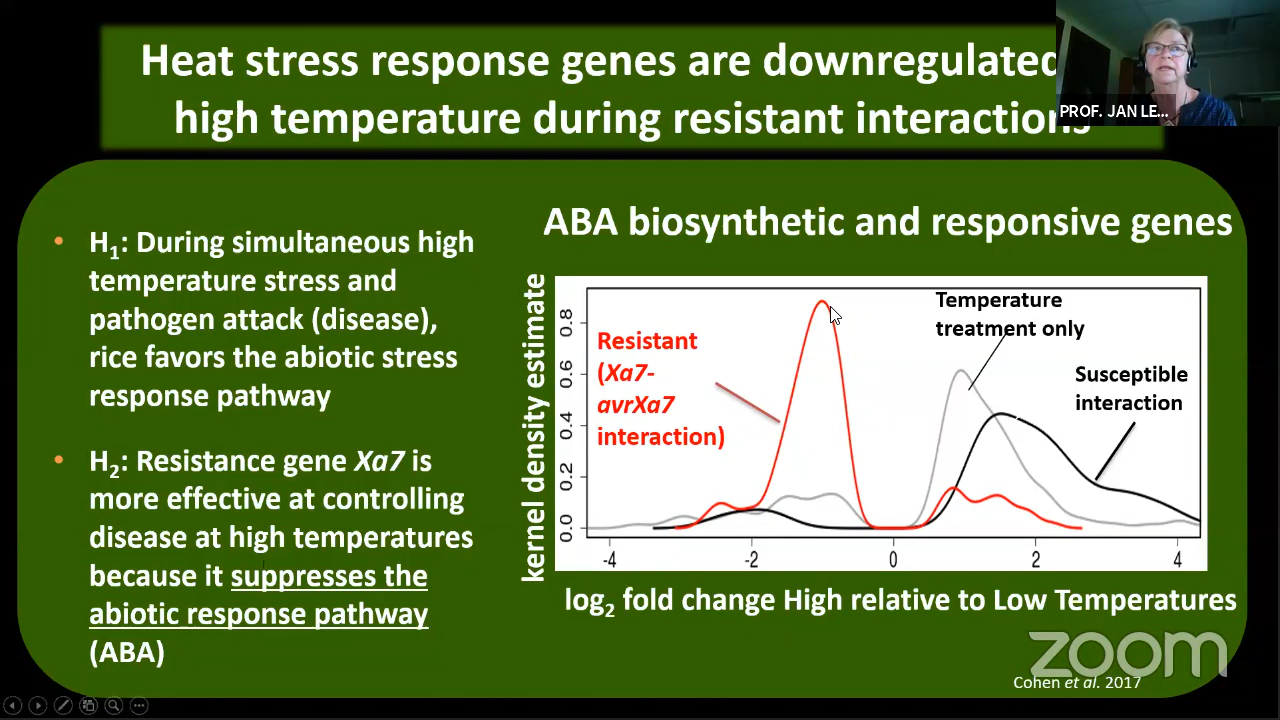 Heat stress response genes are downregulated
high temperature during resistant interactions
PROF. JAN LE...
ABA biosynthetic and responsive genes
• H1: During simultaneous high
temperature stress and
pathogen attack (disease),
rice favors the abiotic stress
response pathway
• H2: Resistance gene Xa7 is
more effective at controlling
disease at high temperatures
because it suppresses the
abiotic response pathway
(ABA)
kernel density estimate
0.8
0.6
0.4
0.2
0.0
Resistant
(Xa7-
avrXa7
interaction)
Temperature
treatment only
Susceptible
interaction
-4 -2 0 2 4
log2 fold change High relative to Low Temperatures
zoom
Cohen et al. 2017